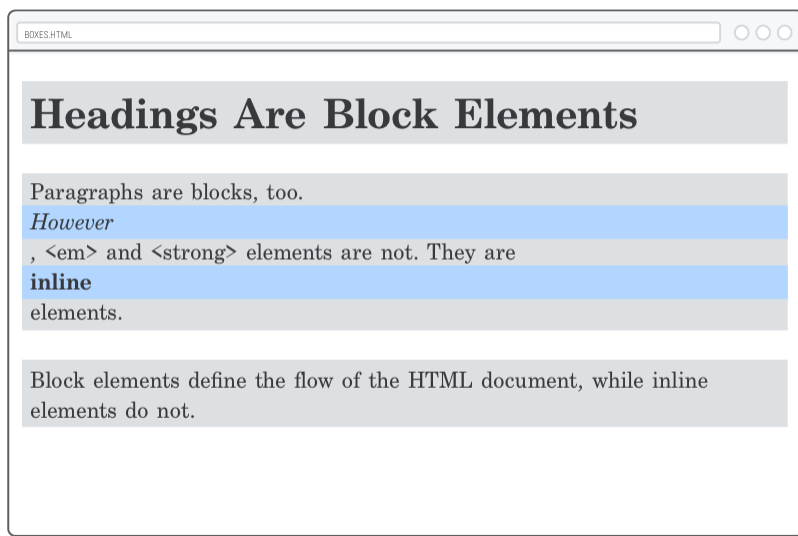 BOXES.HTML
Headings Are Block Elements
Paragraphs are blocks, too.
However
, <em> and <strong> elements are not. They are
inline
elements.
Block elements define the flow of the HTML document, while inline
elements do not.